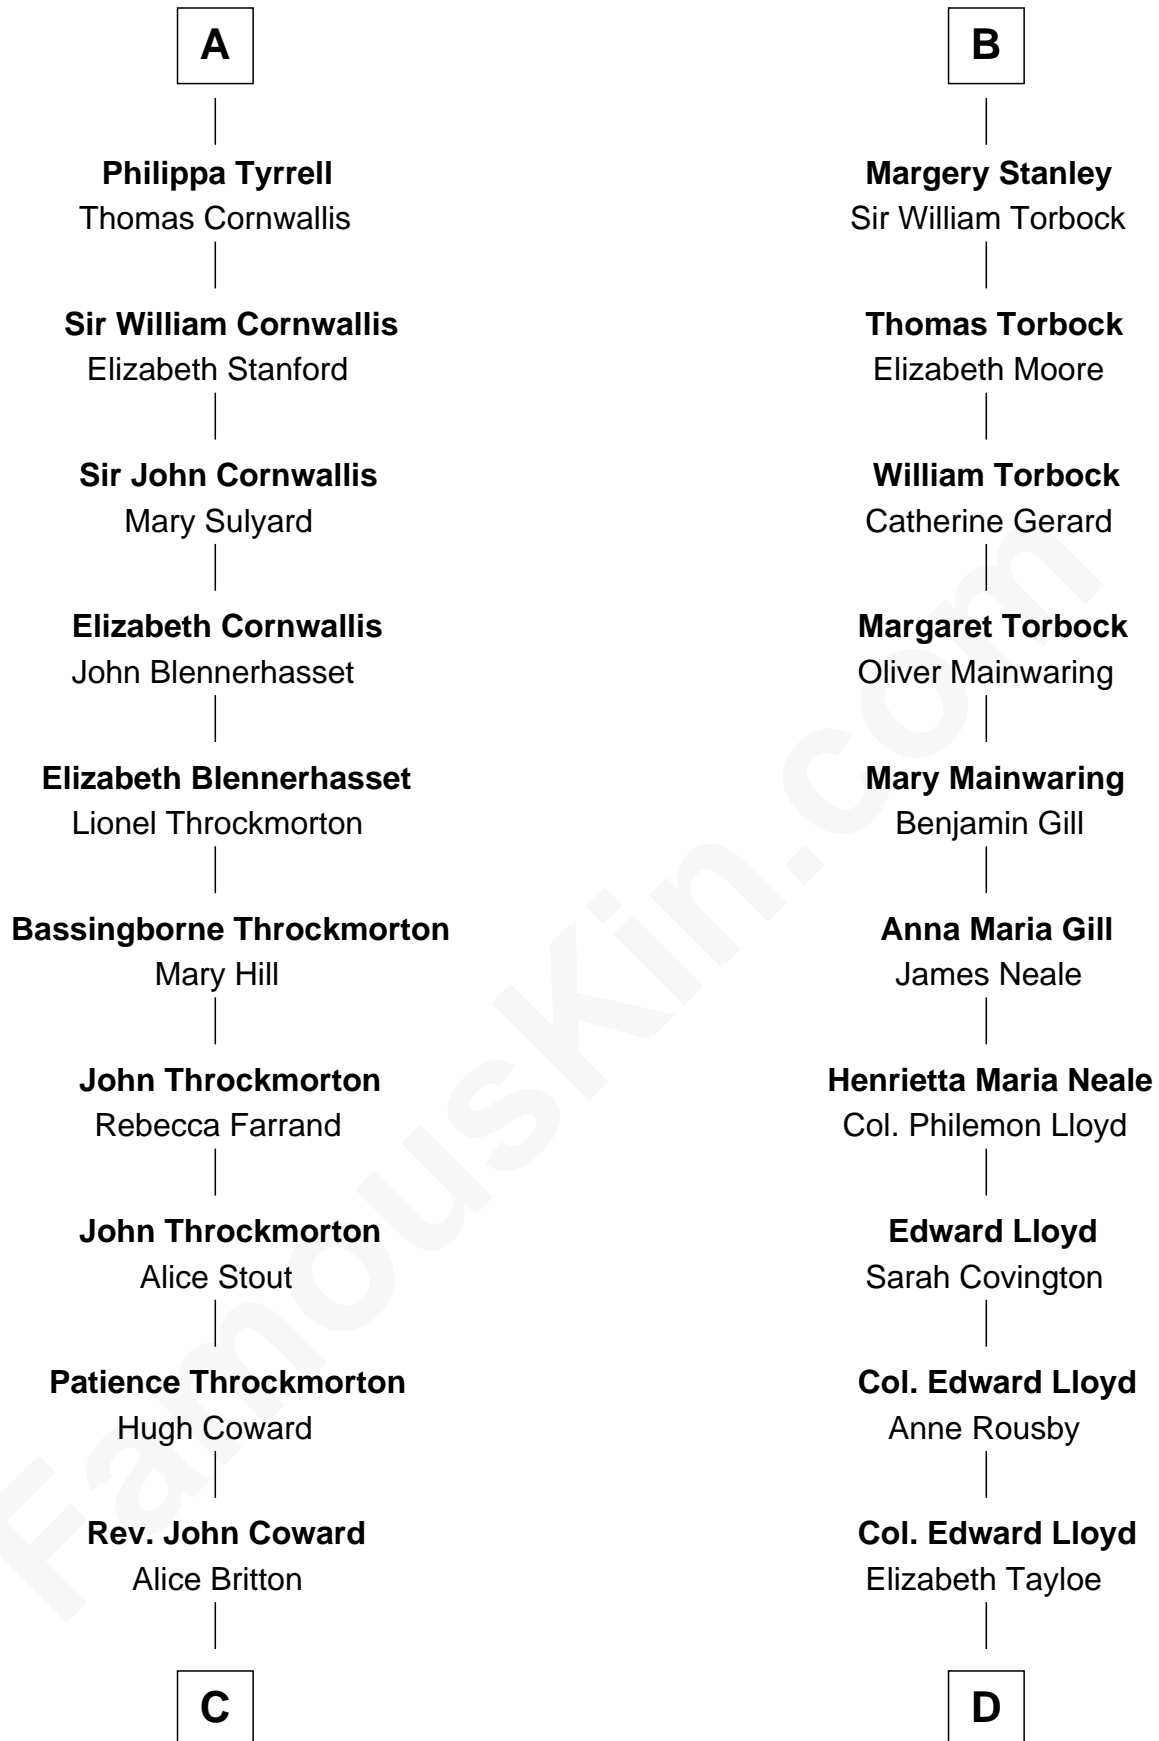 A
Philippa Tyrrell
Thomas Cornwallis
Sir William Cornwallis
Elizabeth Stanford
Sir John Cornwallis
Mary Sulyard
Elizabeth Cornwallis
John Blennerhasset
Elizabeth Blennerhasset
Lionel Throckmorton
Bassingborne Throckmorton
Mary Hill
John Throckmorton
Rebecca Farrand
John Throckmorton
Alice Stout
Patience Throckmorton
Hugh Coward
Rev. John Coward
Alice Britton
C
B
Margery Stanley
Sir William Torbock
Thomas Torbock
Elizabeth Moore
William Torbock
Catherine Gerard
Margaret Torbock
Oliver Mainwaring
Mary Mainwaring
Benjamin Gill
Anna Maria Gill
James Neale
Henrietta Maria Neale
Col. Philemon Lloyd
Edward Lloyd
Sarah Covington
Col. Edward Lloyd
Anne Rousby
Col. Edward Lloyd
Elizabeth Tayloe
D
FamousKin.com